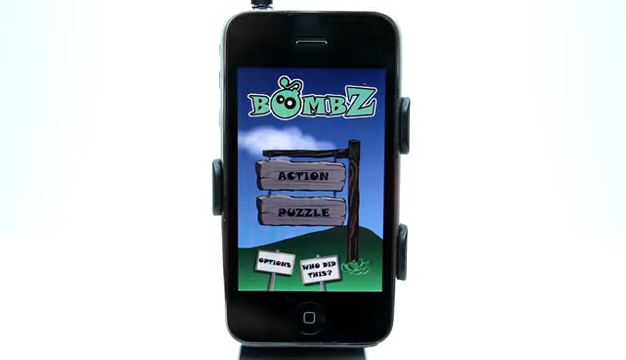 BOMBZ
ACTION
PUZZLE
OPTIONS
WHO DID
THIS?